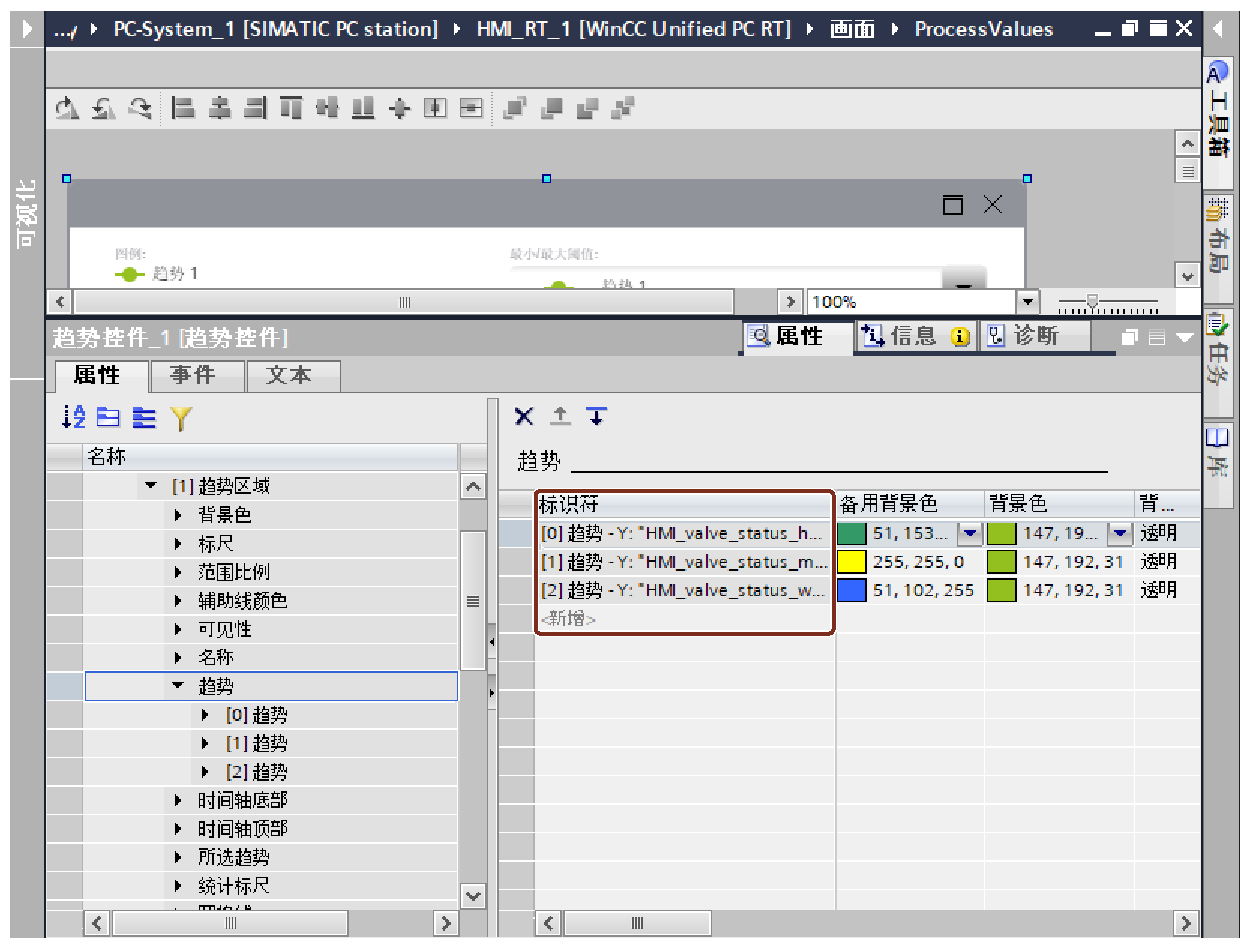 .../ ▸ PC-System_1 [SIMATIC PC station] ▸ HMI_RT_1 [WinCC Unified PC RT] ▸ 画面 ▸ ProcessValues
工具箱
布局
任务
库
可视化
图例:
趋势 1
最小/最大阈值:
趋势 1
100%
趋势控件_1 [趋势控件]
属性
信息
诊断
属性
事件
文本
名称
[1] 趋势区域
背景色
标尺
范围比例
辅助线颜色
可见性
名称
趋势
[0] 趋势
[1] 趋势
[2] 趋势
时间轴底部
时间轴顶部
所选趋势
统计标尺
趋势
标识符 备用背景色 背景色 背...
[0] 趋势 - Y: "HMI_valve_status_h... 51, 153... 147, 19... 透明
[1] 趋势 - Y: "HMI_valve_status_m... 255, 255, 0 147, 192, 31 透明
[2] 趋势 - Y: "HMI_valve_status_w... 51, 102, 255 147, 192, 31 透明
<新增>